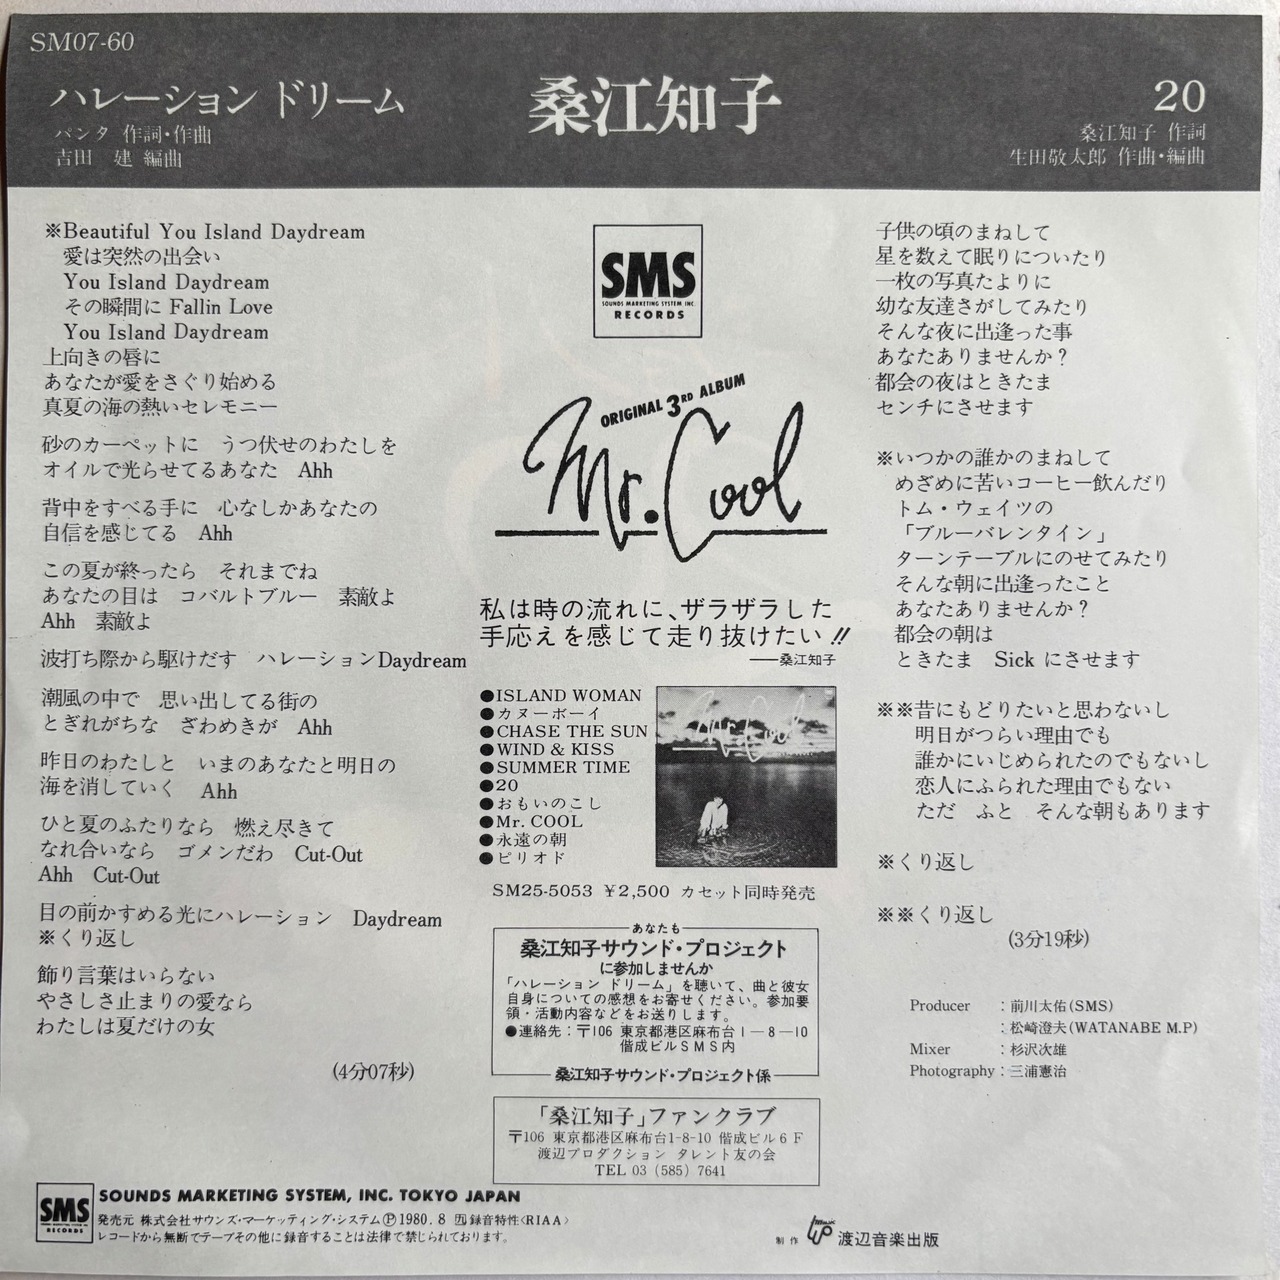 SM07-60
ハレーション ドリーム
パンタ 作詞・作曲
吉田 建 編曲
桑江知子
20
桑江知子 作詞
生田敬太郎 作曲・編曲
※Beautiful You Island Daydream
愛は突然の出会い
You Island Daydream
その瞬間に Fallin Love
You Island Daydream
上向きの唇に
あなたが愛をさぐり始める
真夏の海の熱いセレモニー
砂のカーペットに うつ伏せのわたしを
オイルで光らせてるあなた Ahh
背中をすべる手に 心なしかあなたの
自信を感じてる Ahh
この夏が終ったら それまでね
あなたの目は コバルトブルー 素敵よ
Ahh 素敵よ
波打ち際から駆けだす ハレーションDaydream
潮風の中で 思い出してる街の
とぎれがちな ざわめきが Ahh
昨日のわたしと いまのあなたと明日の
海を消していく Ahh
ひと夏のふたりなら 燃え尽きて
なれ合いなら ゴメンだわ Cut-Out
Ahh Cut-Out
目の前かすめる光にハレーション Daydream
※くり返し
飾り言葉はいらない
やさしさ止まりの愛なら
わたしは夏だけの女
(4分07秒)
SMS
SOUNDS MARKETING SYSTEM INC.
RECORDS
ORIGINAL 3RD ALBUM
Mr. Cool
私は時の流れに、ザラザラした
手応えを感じて走り抜けたい!!
──桑江知子
●ISLAND WOMAN
●カヌーボーイ
●CHASE THE SUN
●WIND & KISS
●SUMMER TIME
●20
●おもいのこし
●Mr. COOL
●永遠の朝
●ピリオド
Mr. Cool
SM25-5053 ¥2,500 カセット同時発売
あなたも
桑江知子サウンド・プロジェクト
に参加しませんか
「ハレーション ドリーム」を聴いて、曲と彼女
自身についての感想をお寄せください。参加要
領・活動内容などをお送りします。
●連絡先:〒106 東京都港区麻布台1-8-10
偕成ビルSMS内
桑江知子サウンド・プロジェクト係
「桑江知子」ファンクラブ
〒106 東京都港区麻布台1-8-10 偕成ビル6F
渡辺プロダクション タレント友の会
TEL 03 (585) 7641
子供の頃のまねして
星を数えて眠りについたり
一枚の写真たよりに
幼な友達さがしてみたり
そんな夜に出逢った事
あなたありませんか?
都会の夜はときたま
センチにさせます
※いつかの誰かのまねして
めざめに苦いコーヒー飲んだり
トム・ウェイツの
「ブルーバレンタイン」
ターンテーブルにのせてみたり
そんな朝に出逢ったこと
あなたありませんか?
都会の朝は
ときたま Sick にさせます
※※昔にもどりたいと思わないし
明日がつらい理由でも
誰かにいじめられたのでもないし
恋人にふられた理由でもない
ただ ふと そんな朝もあります
※くり返し
※※くり返し
(3分19秒)
Producer :前川太佑(SMS)
:松崎澄夫(WATANABE M.P)
Mixer :杉沢次雄
Photography:三浦憲治
SMS
RECORDS
SOUNDS MARKETING SYSTEM, INC. TOKYO JAPAN
発売元 株式会社サウンズ・マーケッティング・システム Ⓟ1980. 8 録音特性〈RIAA〉
レコードから無断でテープその他に録音することは法律で禁じられております。
制作 渡辺音楽出版